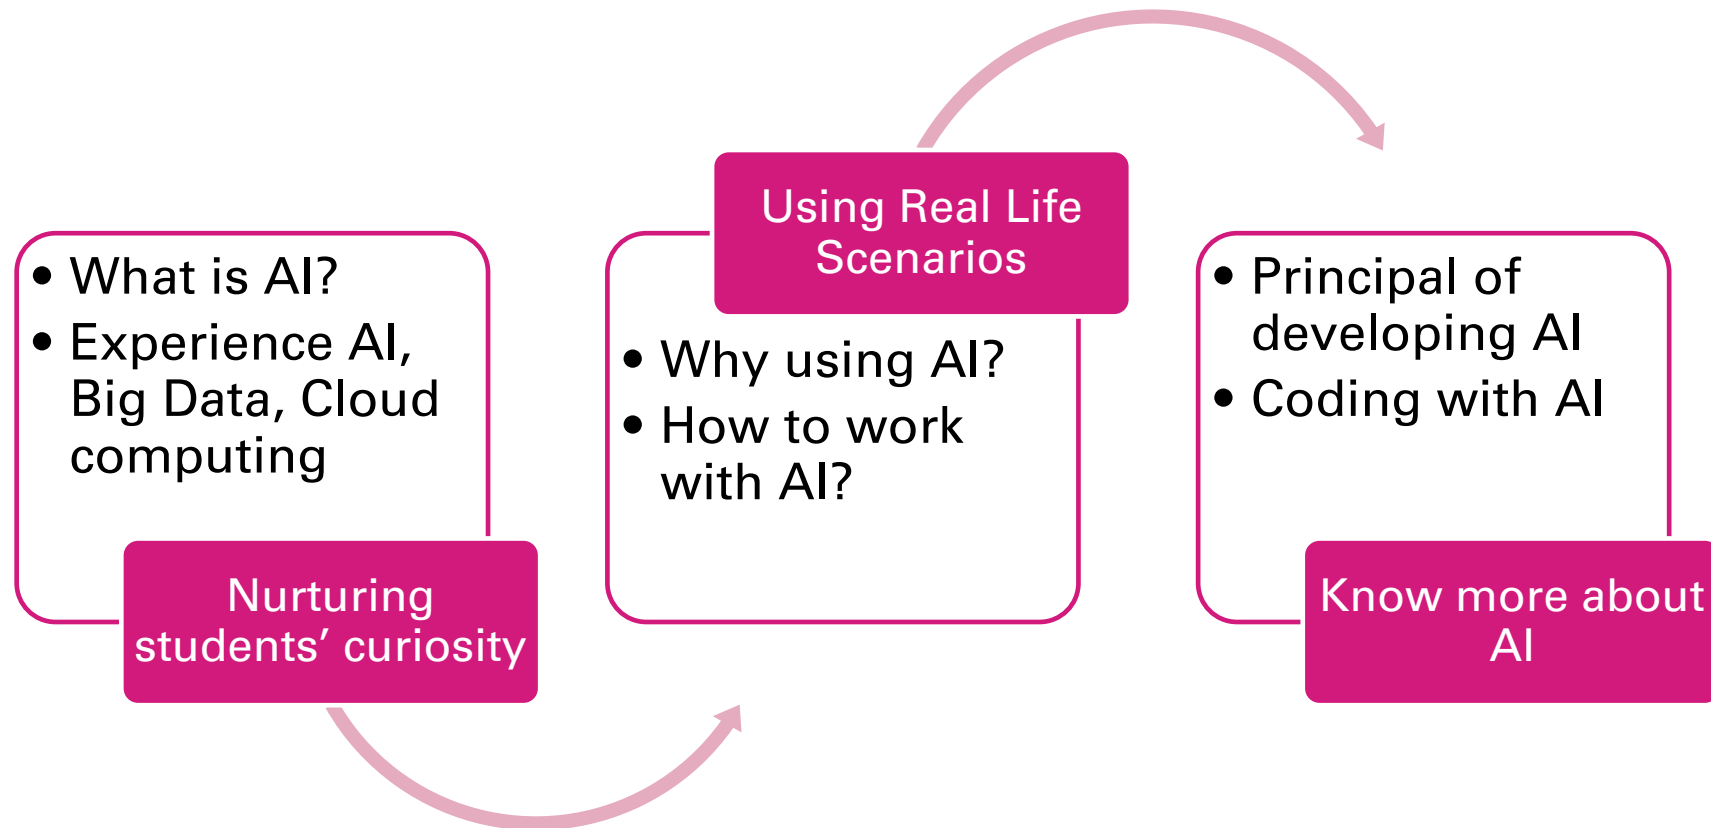 • What is AI?
• Experience AI,
Big Data, Cloud
computing
Nurturing
students’ curiosity
Using Real Life
Scenarios
• Why using AI?
• How to work
with AI?
• Principal of
developing AI
• Coding with AI
Know more about
AI